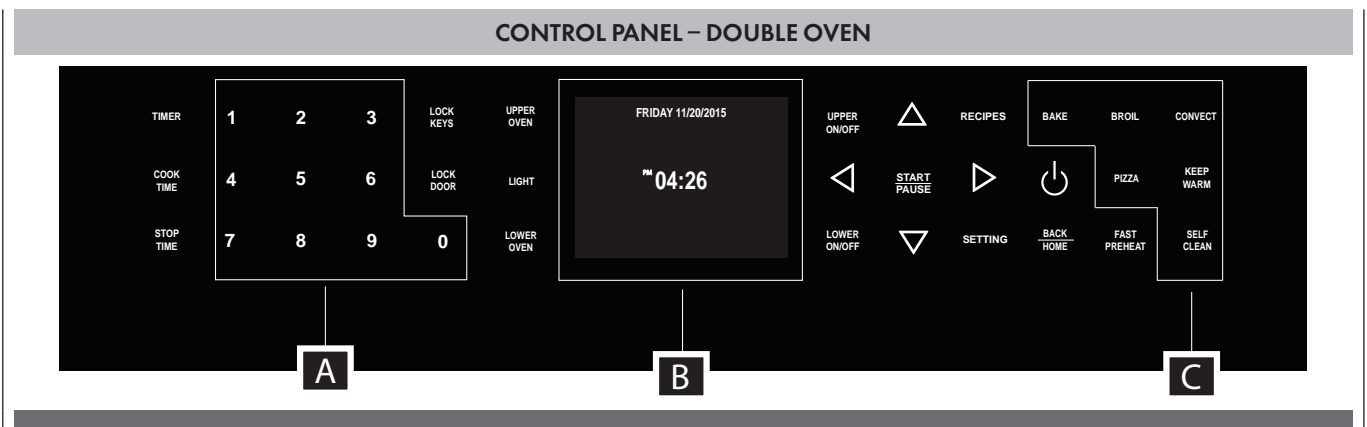 CONTROL PANEL – DOUBLE OVEN
TIMER 1 2 3 LOCK KEYS UPPER OVEN FRIDAY 11/20/2015 UPPER ON/OFF RECIPES BAKE BROIL CONVECT
COOK TIME 4 5 6 LOCK DOOR LIGHT PM 04:26 START PAUSE PIZZA KEEP WARM
STOP TIME 7 8 9 0 LOWER OVEN LOWER ON/OFF SETTING BACK HOME FAST PREHEAT SELF CLEAN
A B C